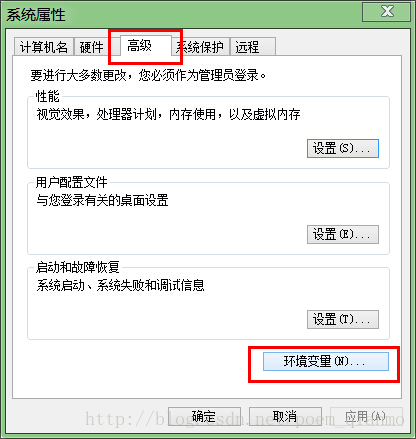 系统属性
计算机名 硬件 高级 系统保护 远程
要进行大多数更改，您必须作为管理员登录。
性能
视觉效果，处理器计划，内存使用，以及虚拟内存
设置(S)...
用户配置文件
与您登录有关的桌面设置
设置(E)...
启动和故障恢复
系统启动、系统失败和调试信息
设置(T)...
环境变量(N)...
确定 取消 应用(A)